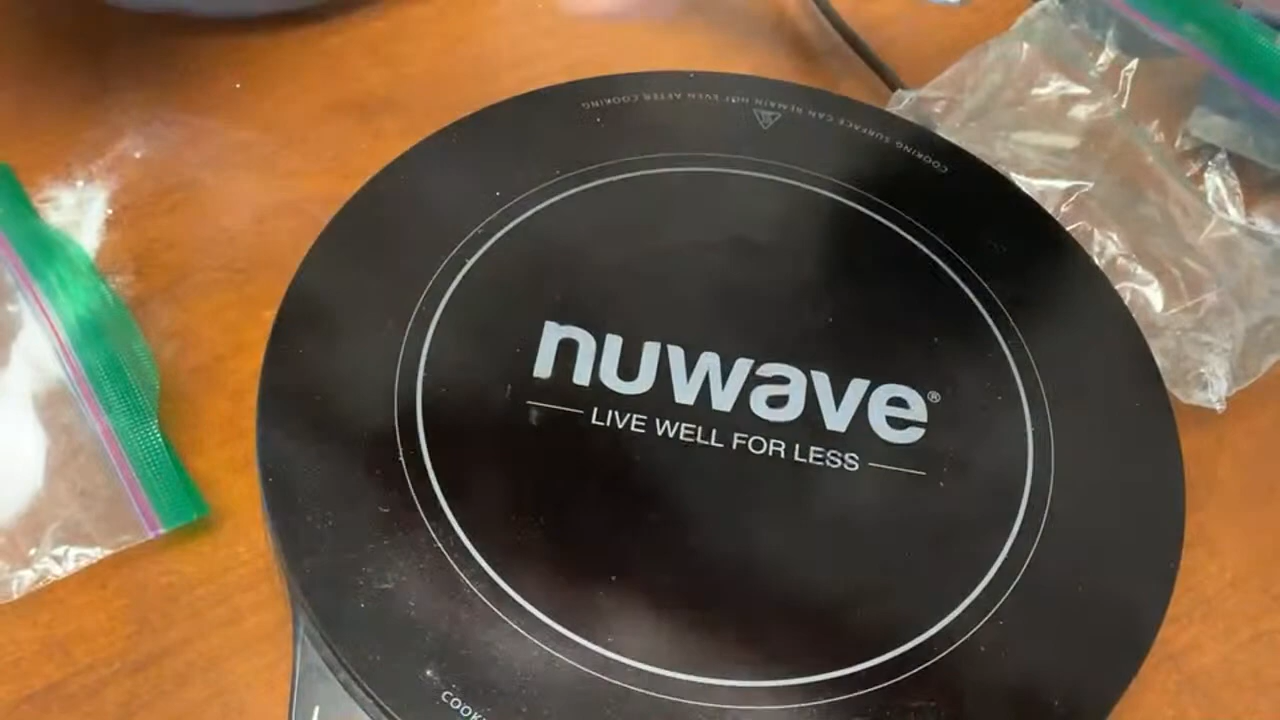 COOKING SURFACE CAN REMAIN HOT EVEN AFTER COOKING
nuwave®
LIVE WELL FOR LESS